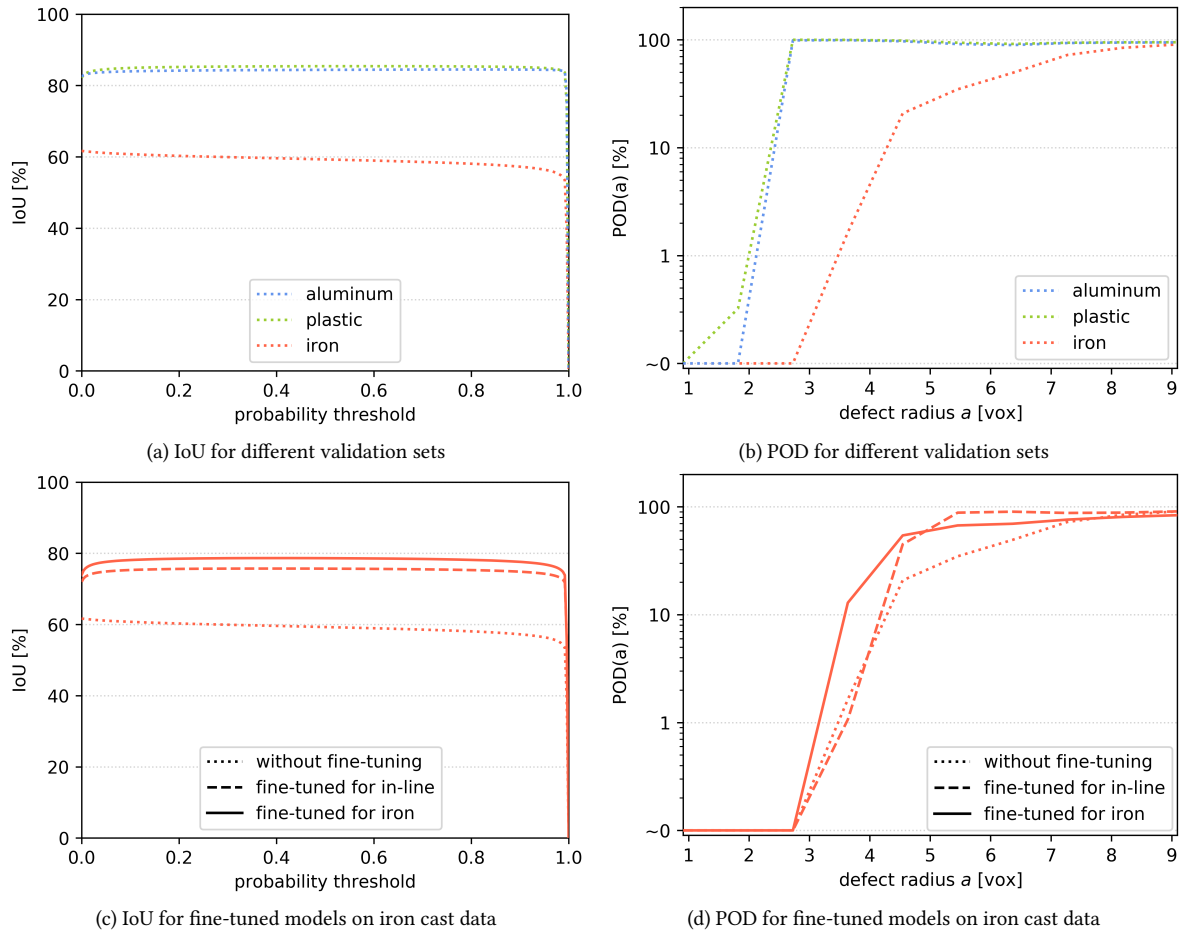 100
80
60
40
20
0
IoU [%]
0.0 0.2 0.4 0.6 0.8 1.0
probability threshold
aluminum
plastic
iron
(a) IoU for different validation sets
100
10
1
~0
POD(a) [%]
1 2 3 4 5 6 7 8 9
defect radius a [vox]
aluminum
plastic
iron
(b) POD for different validation sets
100
80
60
40
20
0
IoU [%]
0.0 0.2 0.4 0.6 0.8 1.0
probability threshold
without fine-tuning
fine-tuned for in-line
fine-tuned for iron
(c) IoU for fine-tuned models on iron cast data
100
10
1
~0
POD(a) [%]
1 2 3 4 5 6 7 8 9
defect radius a [vox]
without fine-tuning
fine-tuned for in-line
fine-tuned for iron
(d) POD for fine-tuned models on iron cast data